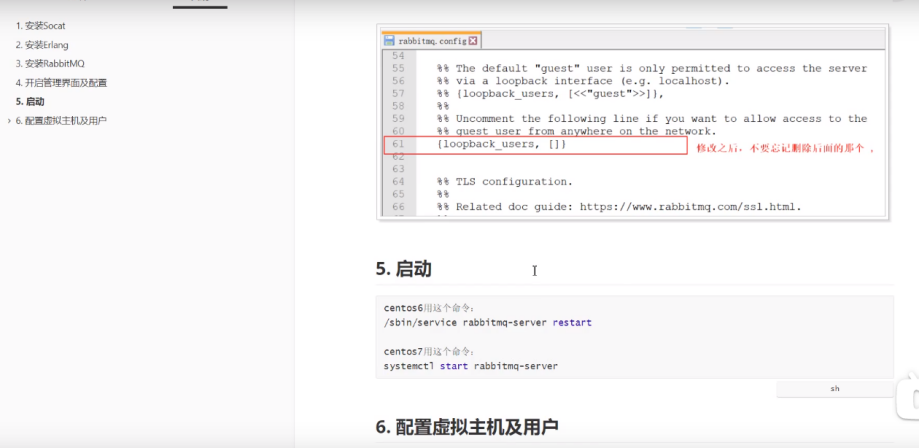 1. 安装Socat
2. 安装Erlang
3. 安装RabbitMQ
4. 开启管理界面及配置
5. 启动
6. 配置虚拟主机及用户
rabbitmq.config
54
55 %% The default "guest" user is only permitted to access the server
56 %% via a loopback interface (e.g. localhost).
57 %% {loopback_users, [<<"guest">>]},
58 %%
59 %% Uncomment the following line if you want to allow access to the
60 %% guest user from anywhere on the network.
61 {loopback_users, []}
修改之后，不要忘记删除后面的那个 ，
62
63
64 %% TLS configuration.
65 %%
66 %% Related doc guide: https://www.rabbitmq.com/ssl.html.
5. 启动
centos6用这个命令：
/sbin/service rabbitmq-server restart
centos7用这个命令：
systemctl start rabbitmq-server
sh
6. 配置虚拟主机及用户